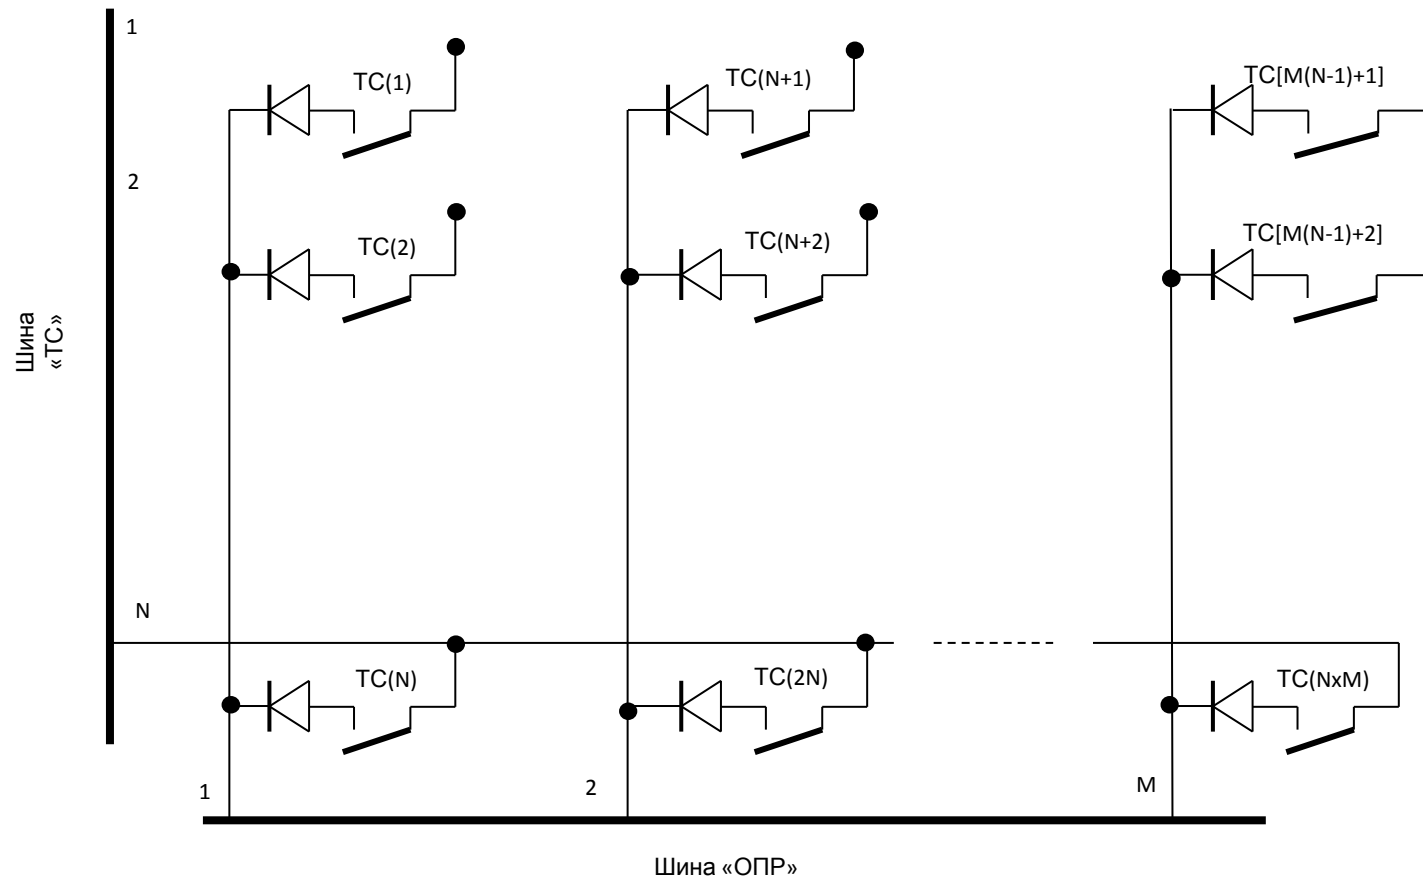 1
ТС(1)
ТС(N+1)
ТС[M(N-1)+1]
2
ТС(2)
ТС(N+2)
ТС[M(N-1)+2]
Шина
«ТС»
N
ТС(N)
ТС(2N)
ТС(NxM)
1
2
M
Шина «ОПР»